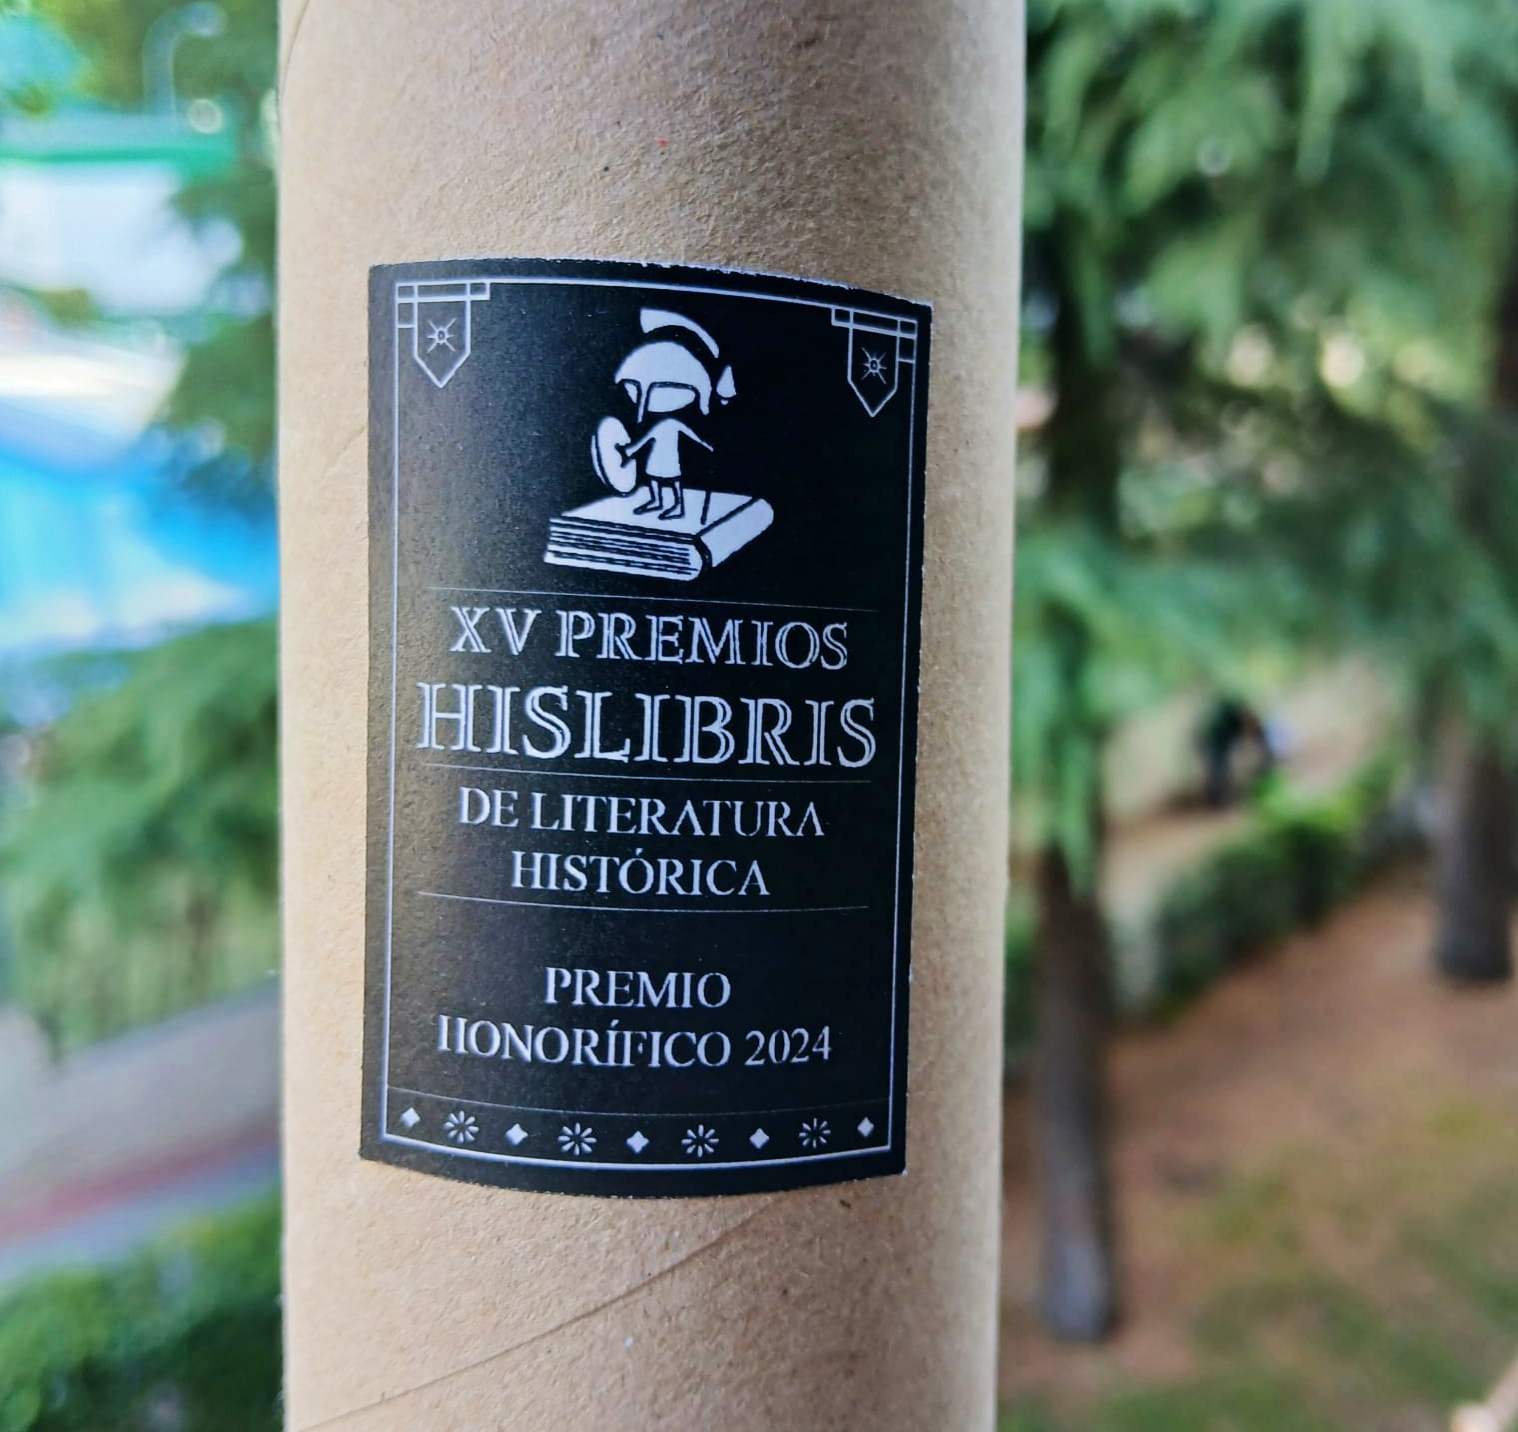 XV PREMIOS
HISLIBRIS
DE LITERATURA
HISTÓRICA
PREMIO
HONORÍFICO 2024